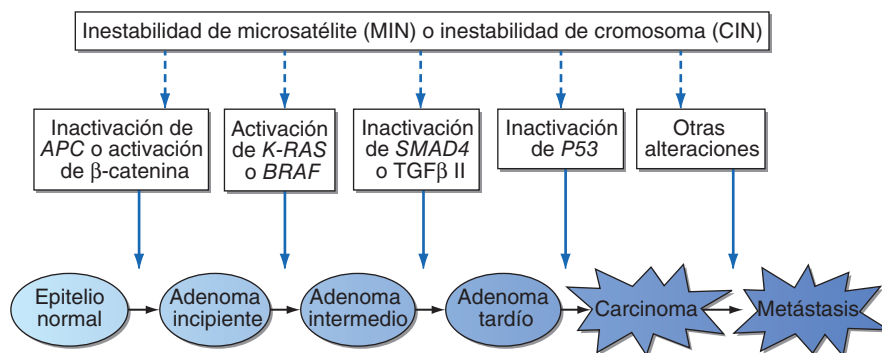 Inestabilidad de microsatélite (MIN) o inestabilidad de cromosoma (CIN)
Inactivación de
APC o activación
de β-catenina
Activación
de K-RAS
o BRAF
Inactivación
de SMAD4
o TGFβ II
Inactivación
de P53
Otras
alteraciones
Epitelio
normal
Adenoma
incipiente
Adenoma
intermedio
Adenoma
tardío
Carcinoma
Metástasis